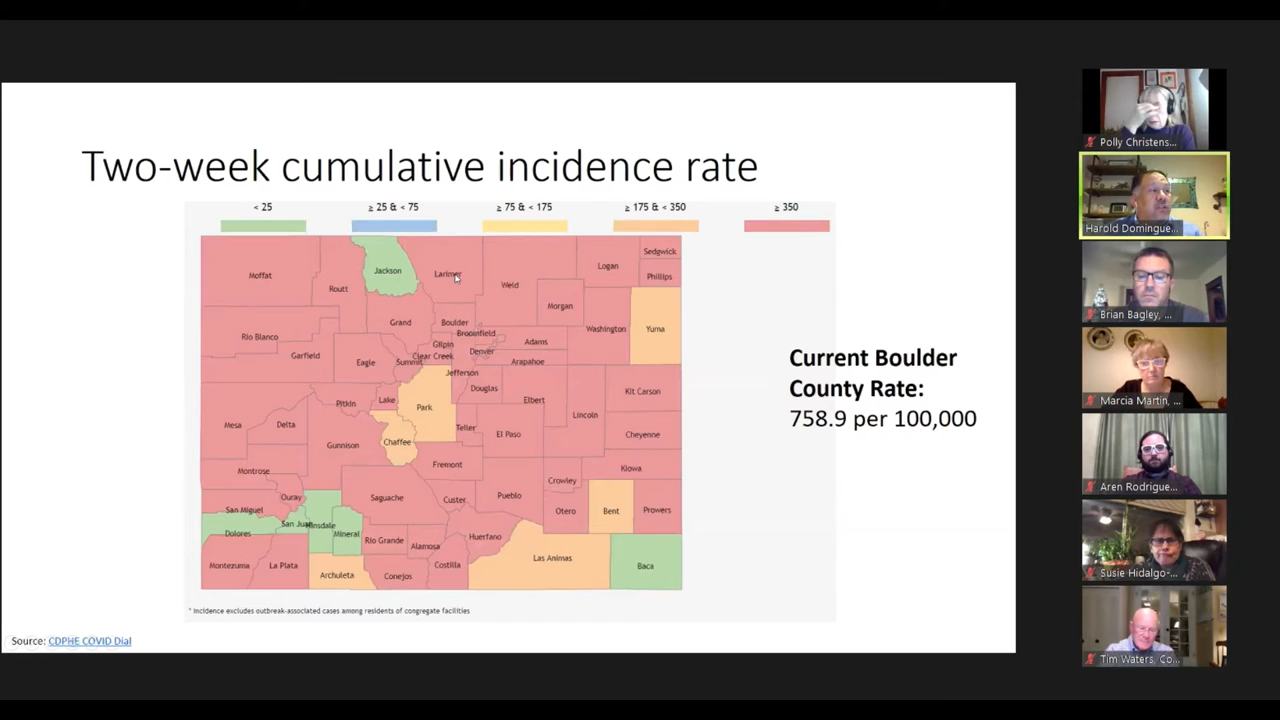 Two-week cumulative incidence rate
< 25
≥ 25 & < 75
≥ 75 & < 175
≥ 175 & < 350
≥ 350
Moffat
Routt
Jackson
Larimer
Weld
Logan
Sedgwick
Phillips
Morgan
Washington
Yuma
Rio Blanco
Grand
Boulder
Broomfield
Gilpin
Clear Creek
Denver
Adams
Arapahoe
Garfield
Eagle
Summit
Jefferson
Douglas
Elbert
Kit Carson
Pitkin
Lake
Park
Lincoln
Mesa
Delta
Gunnison
Chaffee
Teller
El Paso
Cheyenne
Montrose
Fremont
Kiowa
Ouray
Saguache
Custer
Pueblo
Crowley
Otero
Bent
Prowers
San Miguel
San Juan
Hinsdale
Mineral
Dolores
Rio Grande
Alamosa
Huerfano
Las Animas
Baca
Montezuma
La Plata
Archuleta
Conejos
Costilla
* Incidence excludes outbreak-associated cases among residents of congregate facilities
Current Boulder
County Rate:
758.9 per 100,000
Source: CDPHE COVID Dial
Polly Christens...
Harold Domingue...
Brian Bagley, ...
Marcia Martin, ...
Aren Rodrigue...
Susie Hidalgo-...
Tim Waters, Co...